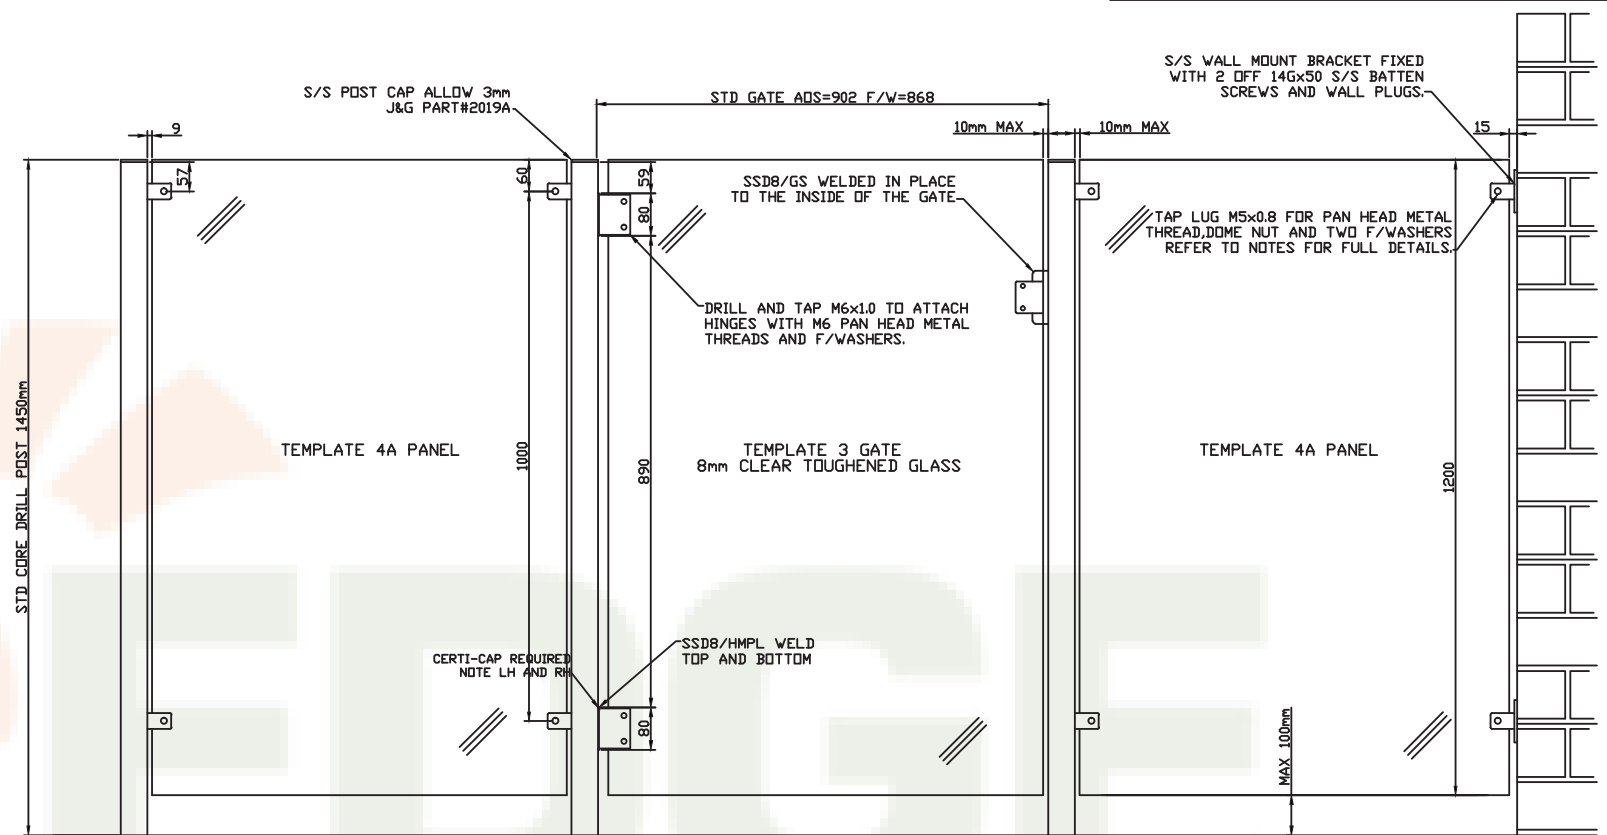 S/S POST CAP ALLOW 3mm
J&G PART#2019A
STD GATE AOS=902 F/W=868
S/S WALL MOUNT BRACKET FIXED
WITH 2 OFF 14Gx50 S/S BATTEN
SCREWS AND WALL PLUGS.
9
10mm MAX
10mm MAX
15
57
60
59
80
SSD8/GS WELDED IN PLACE
TO THE INSIDE OF THE GATE
TAP LUG M5x0.8 FOR PAN HEAD METAL
THREAD,DOME NUT AND TWO F/WASHERS
REFER TO NOTES FOR FULL DETAILS.
DRILL AND TAP M6x1.0 TO ATTACH
HINGES WITH M6 PAN HEAD METAL
THREADS AND F/WASHERS.
STD CORE DRILL POST 1450mm
TEMPLATE 4A PANEL
1000
890
TEMPLATE 3 GATE
8mm CLEAR TOUGHENED GLASS
TEMPLATE 4A PANEL
1200
CERTI-CAP REQUIRED
NOTE LH AND RH
SSD8/HMPL WELD
TOP AND BOTTOM
80
MAX 100mm
EDGE